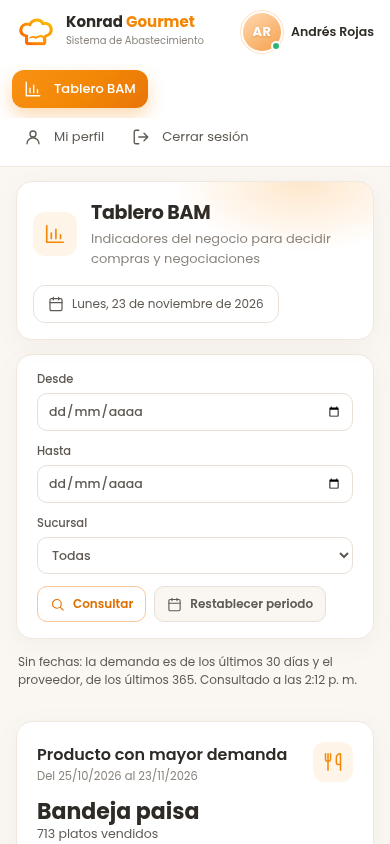 Konrad Gourmet
Sistema de Abastecimiento
AR
Andrés Rojas
Tablero BAM
Mi perfil
Cerrar sesión
Tablero BAM
Indicadores del negocio para decidir
compras y negociaciones
Lunes, 23 de noviembre de 2026
Desde
dd/mm/aaaa
Hasta
dd/mm/aaaa
Sucursal
Todas
Consultar
Restablecer periodo
Sin fechas: la demanda es de los últimos 30 días y el
proveedor, de los últimos 365. Consultado a las 2:12 p. m.
Producto con mayor demanda
Del 25/10/2026 al 23/11/2026
Bandeja paisa
713 platos vendidos